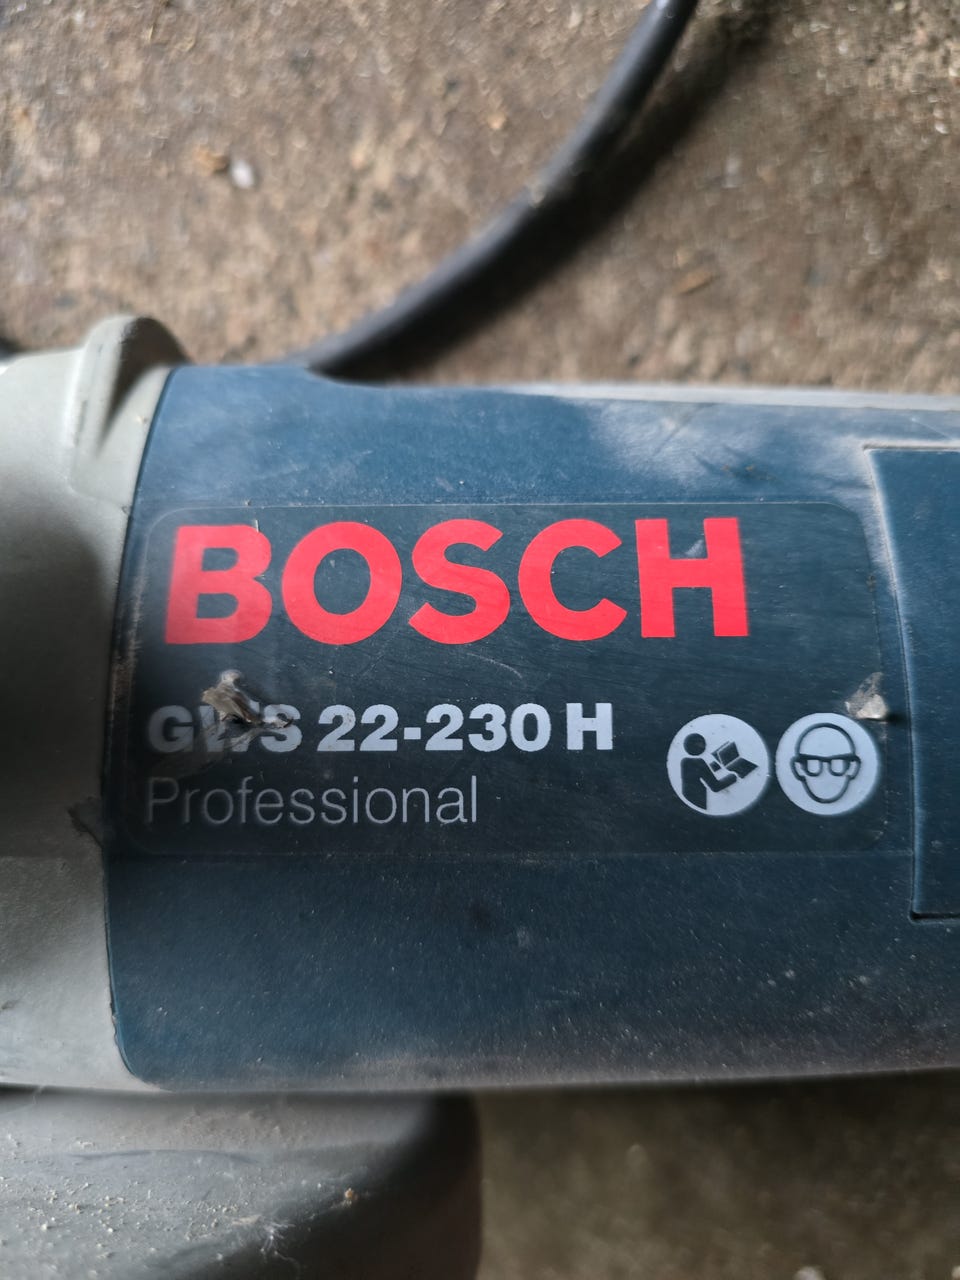 BOSCH
GWS 22-230 H
Professional